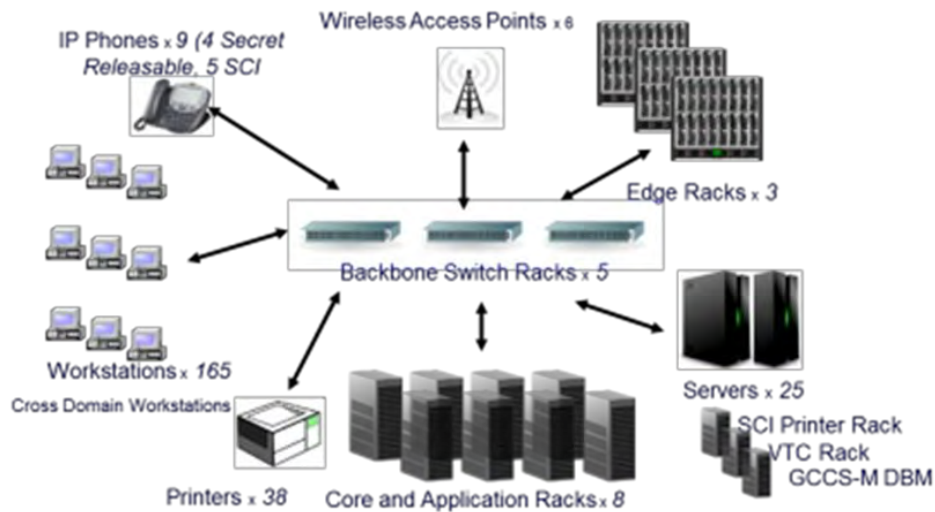 Wireless Access Points x 6
IP Phones x 9 (4 Secret
Releasable, 5 SCI
Edge Racks x 3
Backbone Switch Racks x 5
Workstations x 165
Cross Domain Workstations
Servers x 25
SCI Printer Rack
VTC Rack
GCCS-M DBM
Printers x 38
Core and Application Racks x 8